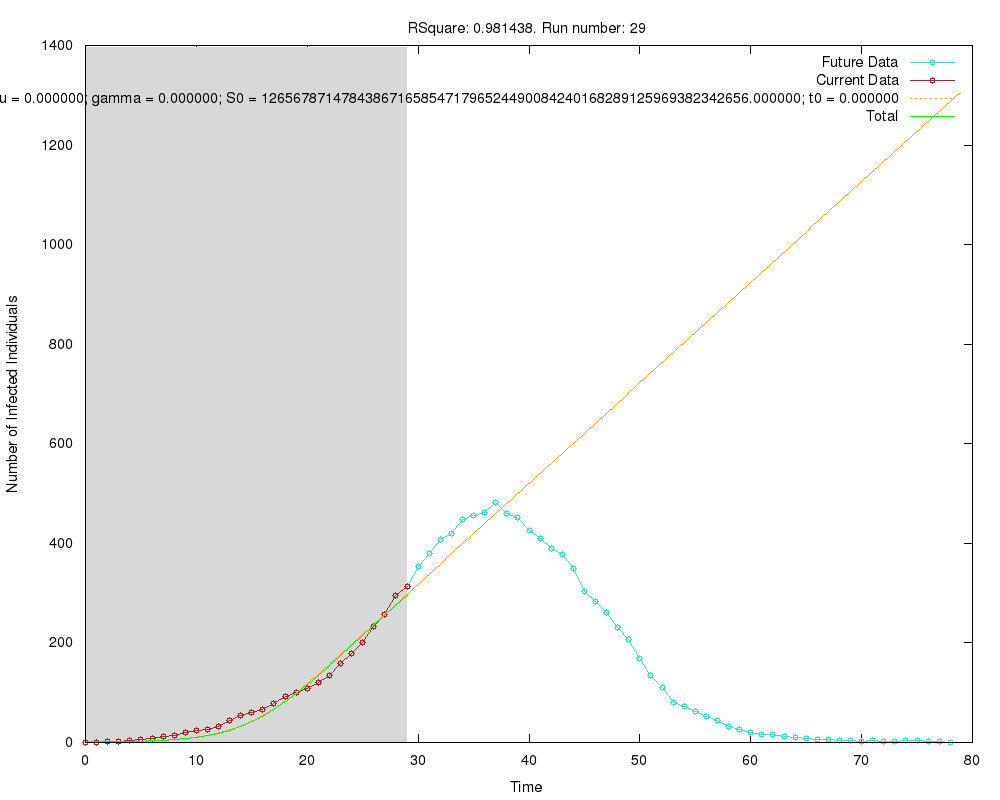 RSquare: 0.981438. Run number: 29
1400
1200
1000
800
600
400
200
0
Number of Infected Individuals
Future Data
Current Data
u = 0.000000; gamma = 0.000000; S0 = 12656787147843867165854717965244900842401682891259693823426​56.000000; t0 = 0.000000
Total
0 10 20 30 40 50 60 70 80
Time